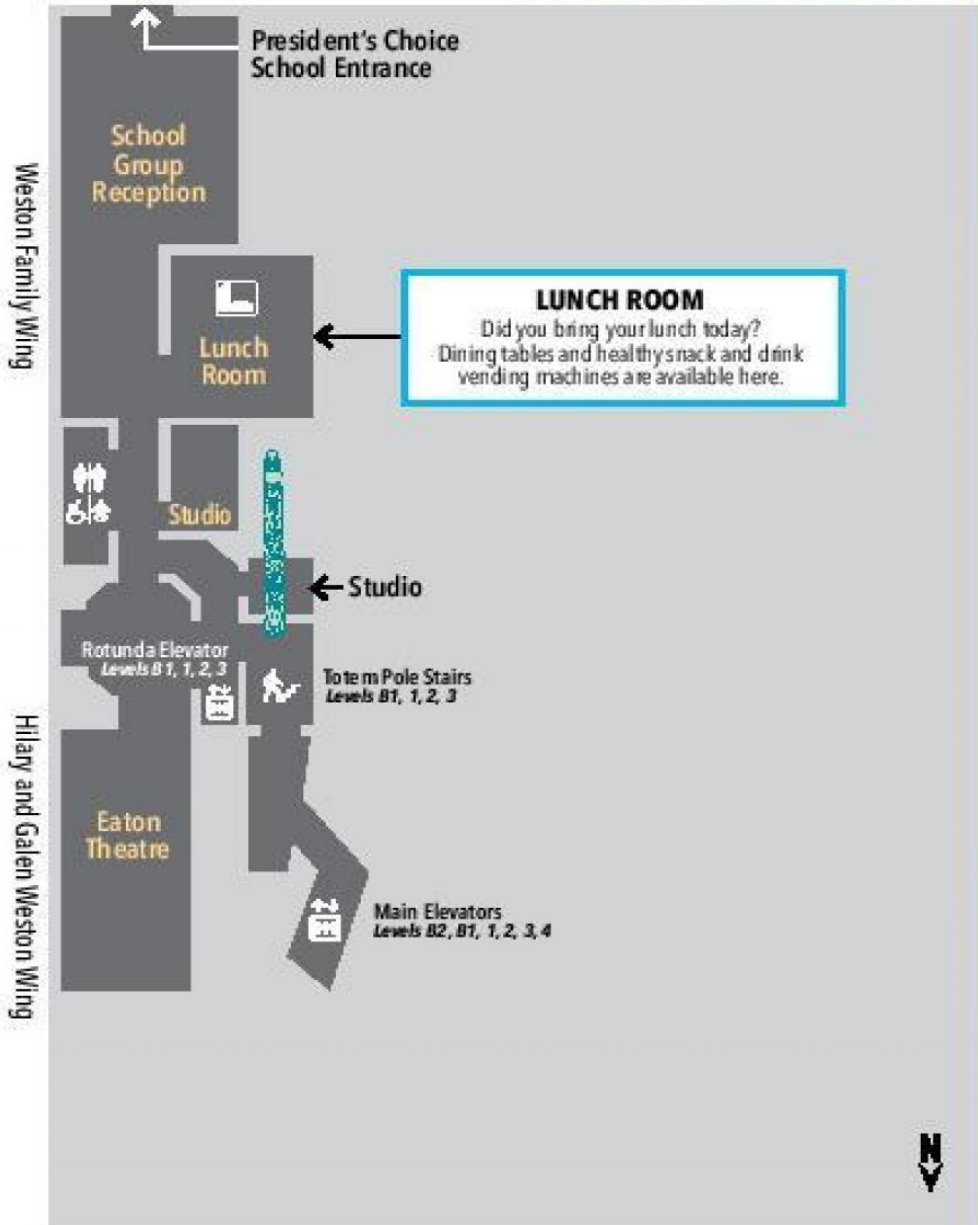 President's Choice
School Entrance
School
Group
Reception
Weston Family Wing
LUNCH ROOM
Did you bring your lunch today?
Dining tables and healthy snack and drink
vending machines are available here.
Lunch
Room
Studio
Studio
Rotunda Elevator
Levels B1, 1, 2, 3
Totem Pole Stairs
Levels B1, 1, 2, 3
Hilary and Galen Weston Wing
Eaton
Theatre
Main Elevators
Levels B2, B1, 1, 2, 3, 4
N